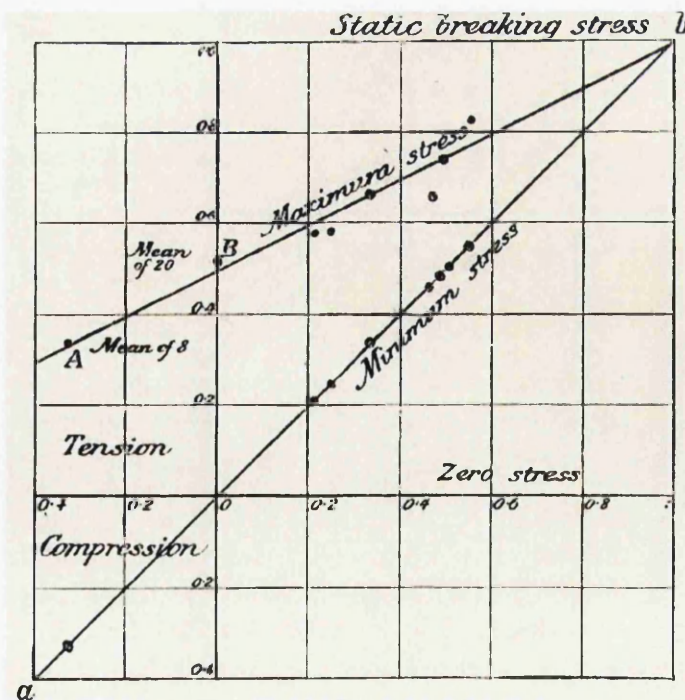 Static breaking stress b
0·8
Maximum stress
0·6
Mean of 20
B
0·4
A
Mean of 8
Minimum stress
0·2
Tension
Zero stress
0·4 0·2 0 0·2 0·4 0·6 0·8
Compression
0·2
0·4
a